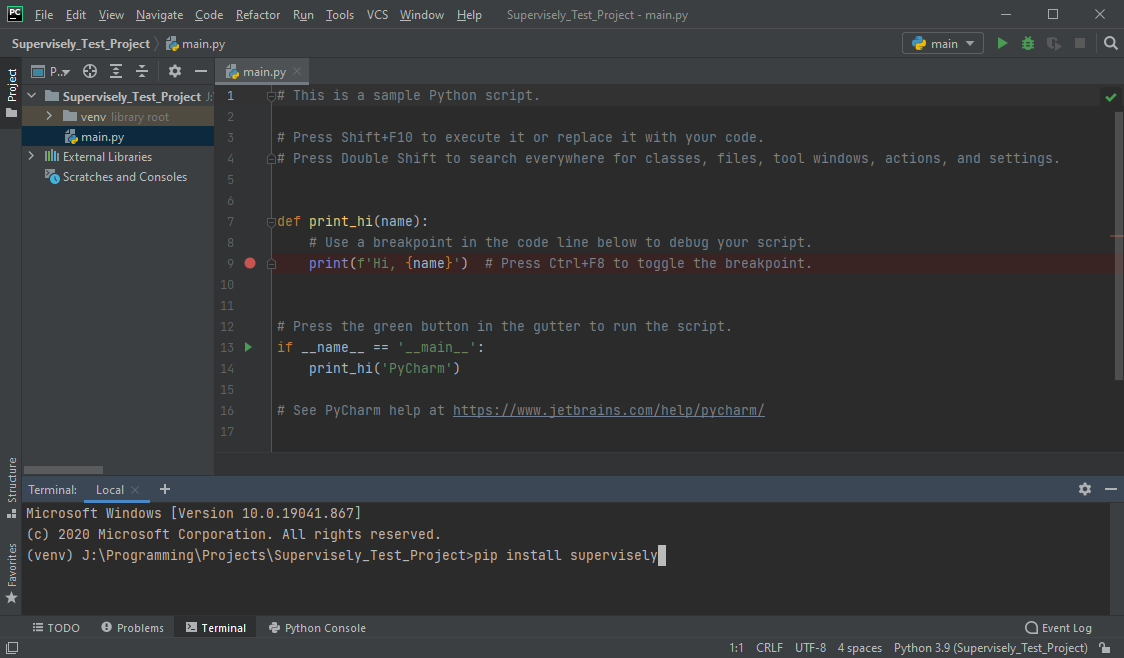 PC File Edit View Navigate Code Refactor Run Tools VCS Window Help Supervisely_Test_Project - main.py
Supervisely_Test_Project main.py main
Project P.. main.py
Supervisely_Test_Project
venv library root
main.py
External Libraries
Scratches and Consoles
1 # This is a sample Python script.
2
3 # Press Shift+F10 to execute it or replace it with your code.
4 # Press Double Shift to search everywhere for classes, files, tool windows, actions, and settings.
5
6
7 def print_hi(name):
8 # Use a breakpoint in the code line below to debug your script.
9 print(f'Hi, {name}') # Press Ctrl+F8 to toggle the breakpoint.
10
11
12 # Press the green button in the gutter to run the script.
13 if __name__ == '__main__':
14 print_hi('PyCharm')
15
16 # See PyCharm help at https://www.jetbrains.com/help/pycharm/
17
Structure
Favorites
Terminal: Local
Microsoft Windows [Version 10.0.19041.867]
(c) 2020 Microsoft Corporation. All rights reserved.
(venv) J:\Programming\Projects\Supervisely_Test_Project>pip install supervisely
TODO Problems Terminal Python Console Event Log
1:1 CRLF UTF-8 4 spaces Python 3.9 (Supervisely_Test_Project)